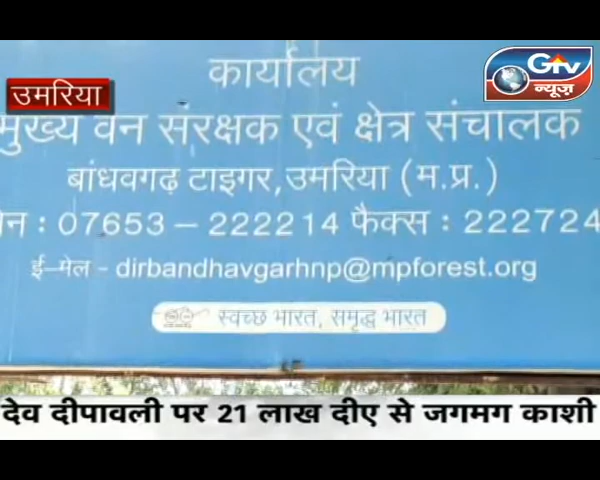 कार्यालय
Gtv
न्यूज़
उमरिया
मुख्य वन संरक्षक एवं क्षेत्र संचालक
बांधवगढ़ टाइगर, उमरिया (म.प्र.)
07653 – 222214 फैक्स : 222724
ई–मेल - dirbandhavgarhnp@mpforest.org
स्वच्छ भारत, समृद्ध भारत
देव दीपावली पर 21 लाख दीए से जगमग काशी